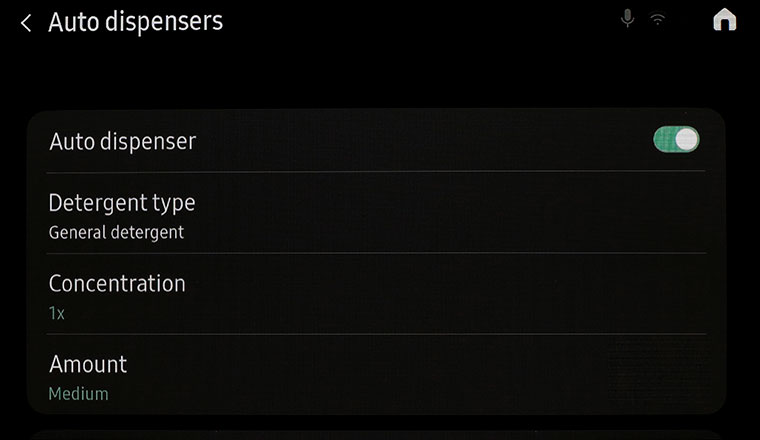 Auto dispensers
Auto dispenser
Detergent type
General detergent
Concentration
1x
Amount
Medium